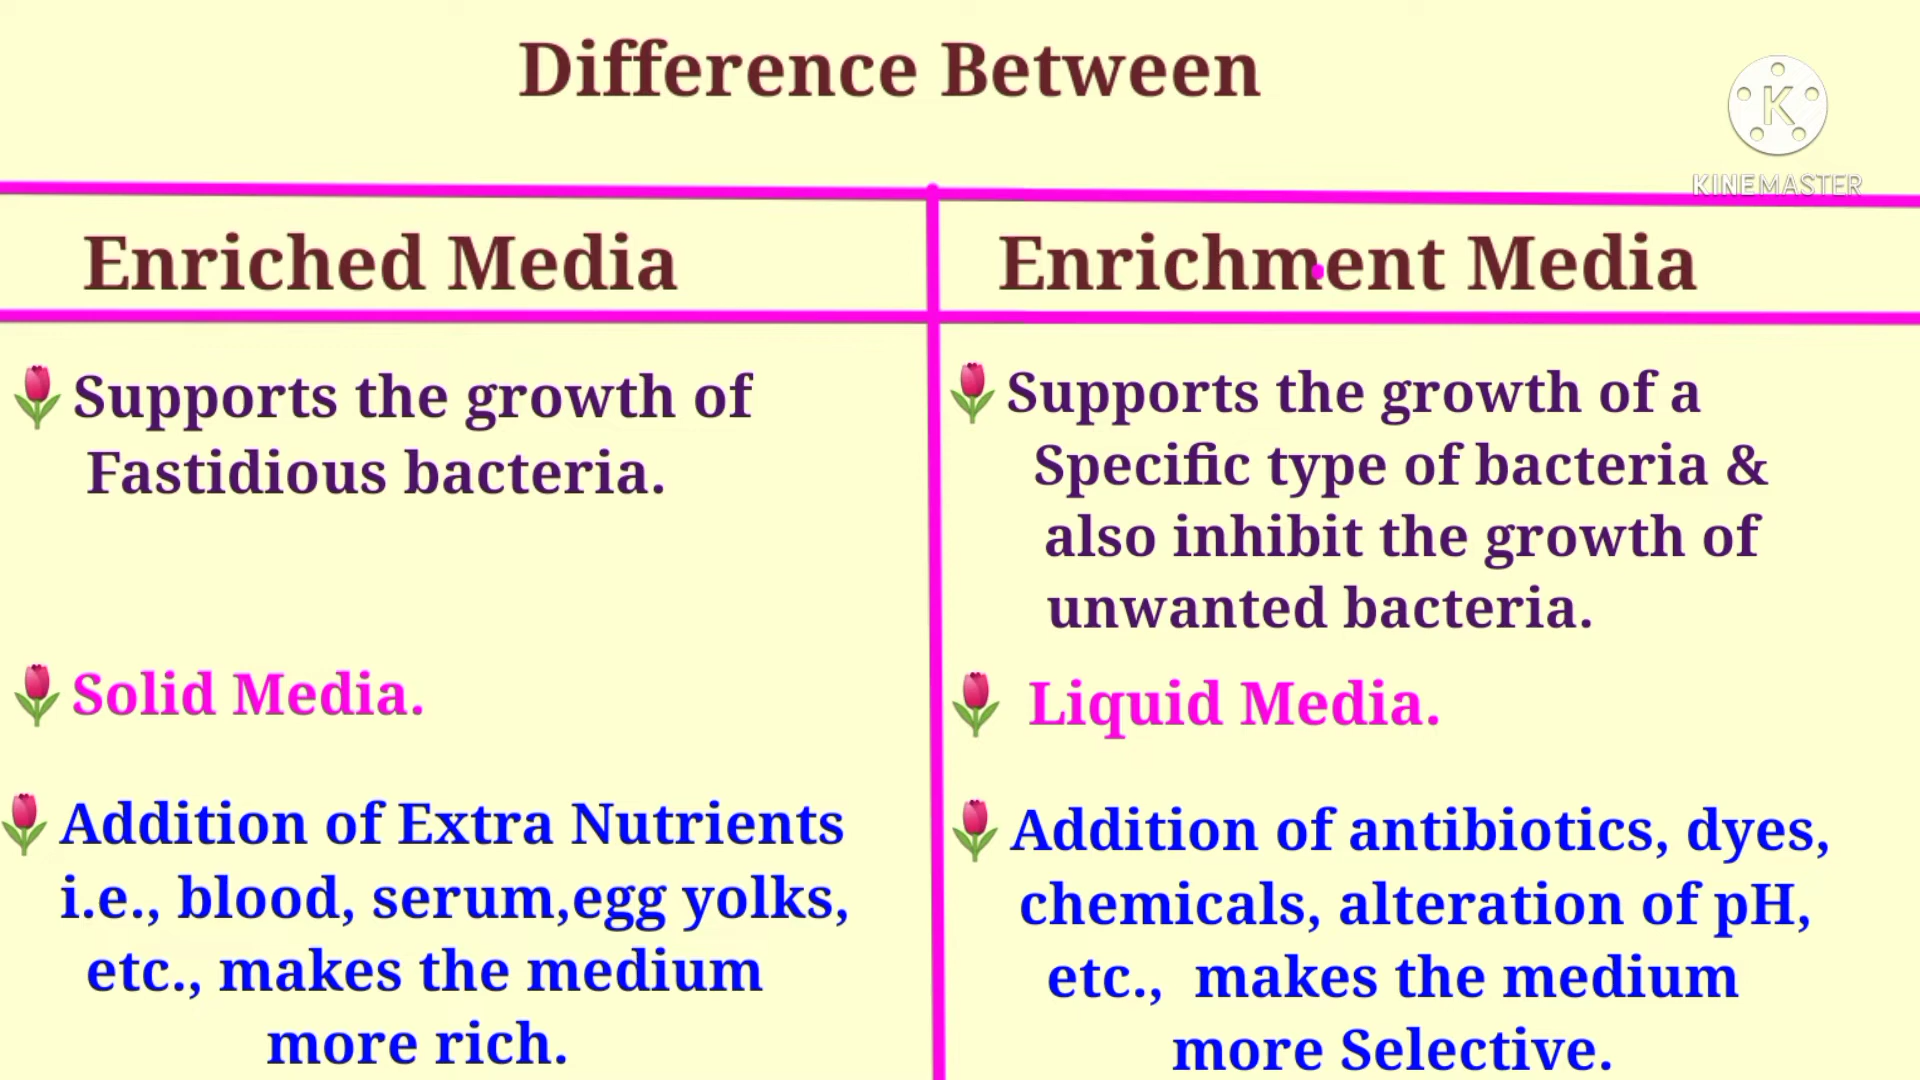 Difference Between
K
KINEMASTER
Enriched Media
Enrichment Media
Supports the growth of
Fastidious bacteria.
Solid Media.
Addition of Extra Nutrients
i.e., blood, serum,egg yolks,
etc., makes the medium
more rich.
Supports the growth of a
Specific type of bacteria &
also inhibit the growth of
unwanted bacteria.
Liquid Media.
Addition of antibiotics, dyes,
chemicals, alteration of pH,
etc., makes the medium
more Selective.